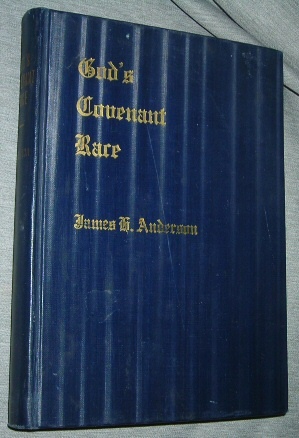 God's
Covenant
Race
James H. Anderson